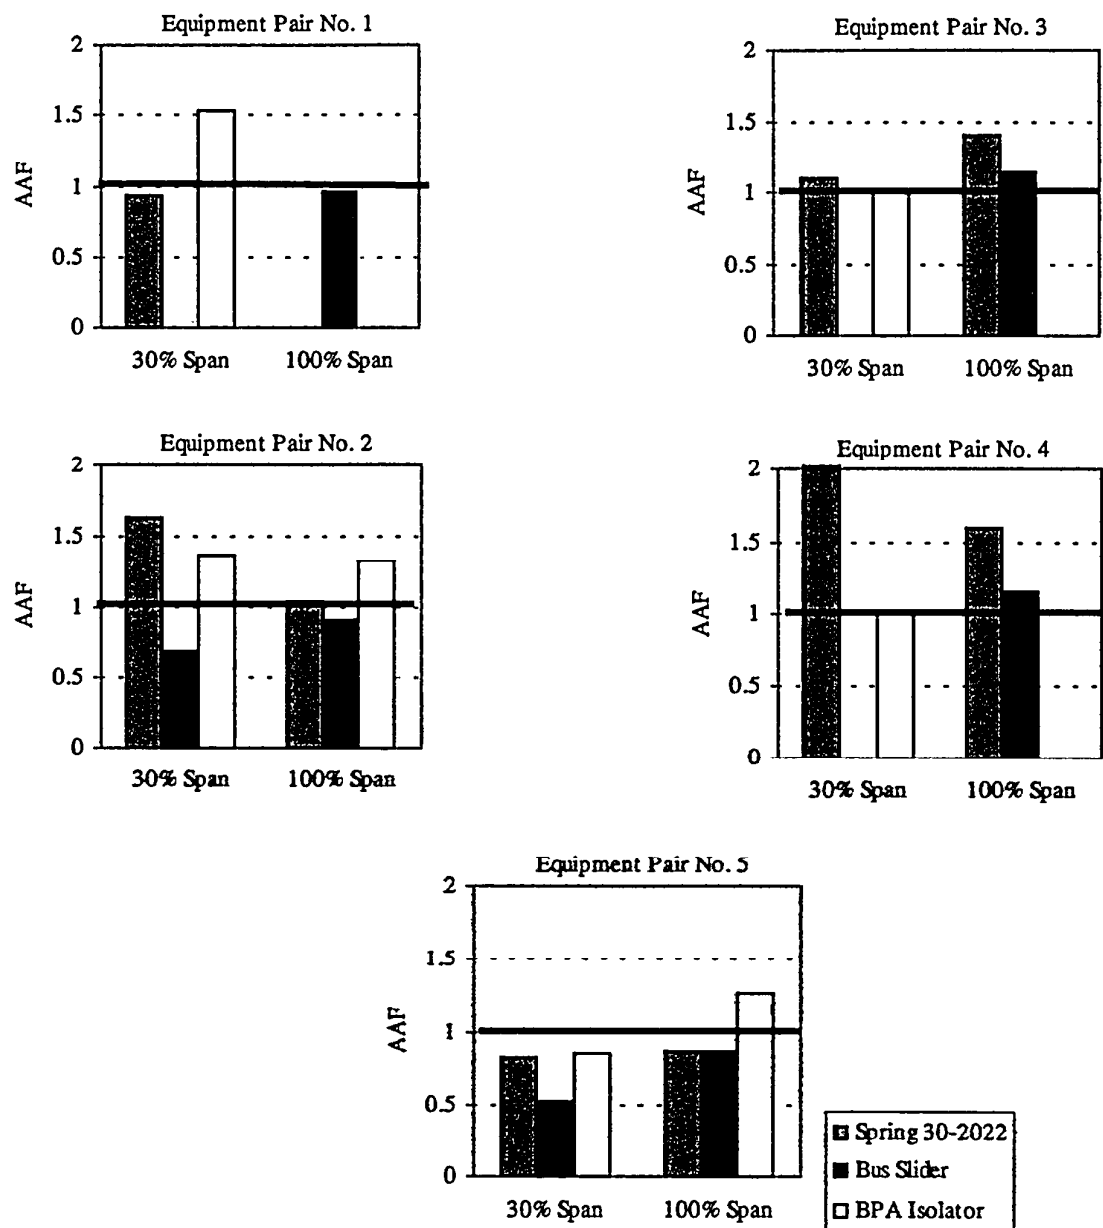 Equipment Pair No. 1
2
1.5
1
0.5
0
AAF
30% Span
100% Span
Equipment Pair No. 3
2
1.5
1
0.5
0
AAF
30% Span
100% Span
Equipment Pair No. 2
2
1.5
1
0.5
0
AAF
30% Span
100% Span
Equipment Pair No. 4
2
1.5
1
0.5
0
AAF
30% Span
100% Span
Equipment Pair No. 5
2
1.5
1
0.5
0
AAF
30% Span
100% Span
Spring 30-2022
Bus Slider
BPA Isolator